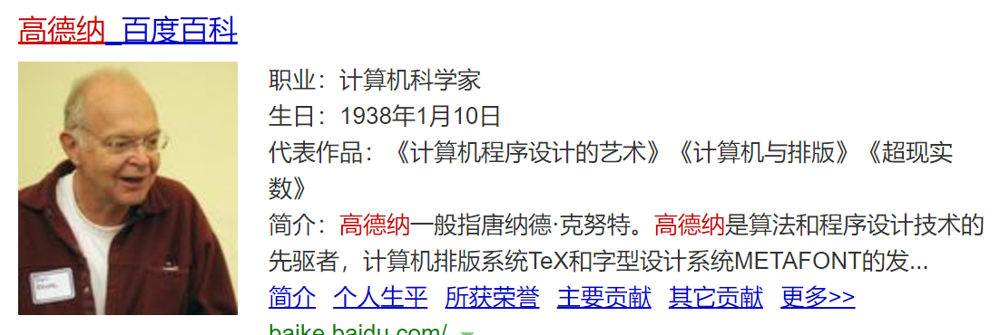 高德纳_百度百科
职业：计算机科学家
生日：1938年1月10日
代表作品：《计算机程序设计的艺术》《计算机与排版》《超现实
数》
简介：高德纳一般指唐纳德·克努特。高德纳是算法和程序设计技术的
先驱者，计算机排版系统TeX和字型设计系统METAFONT的发...
简介 个人生平 所获荣誉 主要贡献 其它贡献 更多>>
baike.baidu.com/